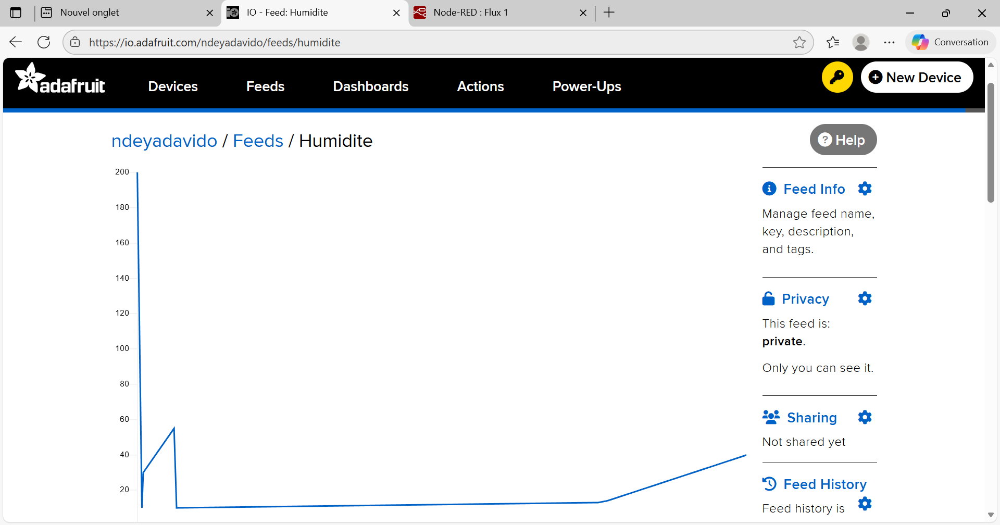 Nouvel onglet
IO - Feed: Humidite
Node-RED : Flux 1
https://io.adafruit.com/ndeyadavido/feeds/humidite
Conversation
adafruit
Devices
Feeds
Dashboards
Actions
Power-Ups
New Device
ndeyadavido / Feeds / Humidite
Help
200
180
160
140
120
100
80
60
40
20
Feed Info
Manage feed name,
key, description,
and tags.
Privacy
This feed is:
private.
Only you can see it.
Sharing
Not shared yet
Feed History
Feed history is